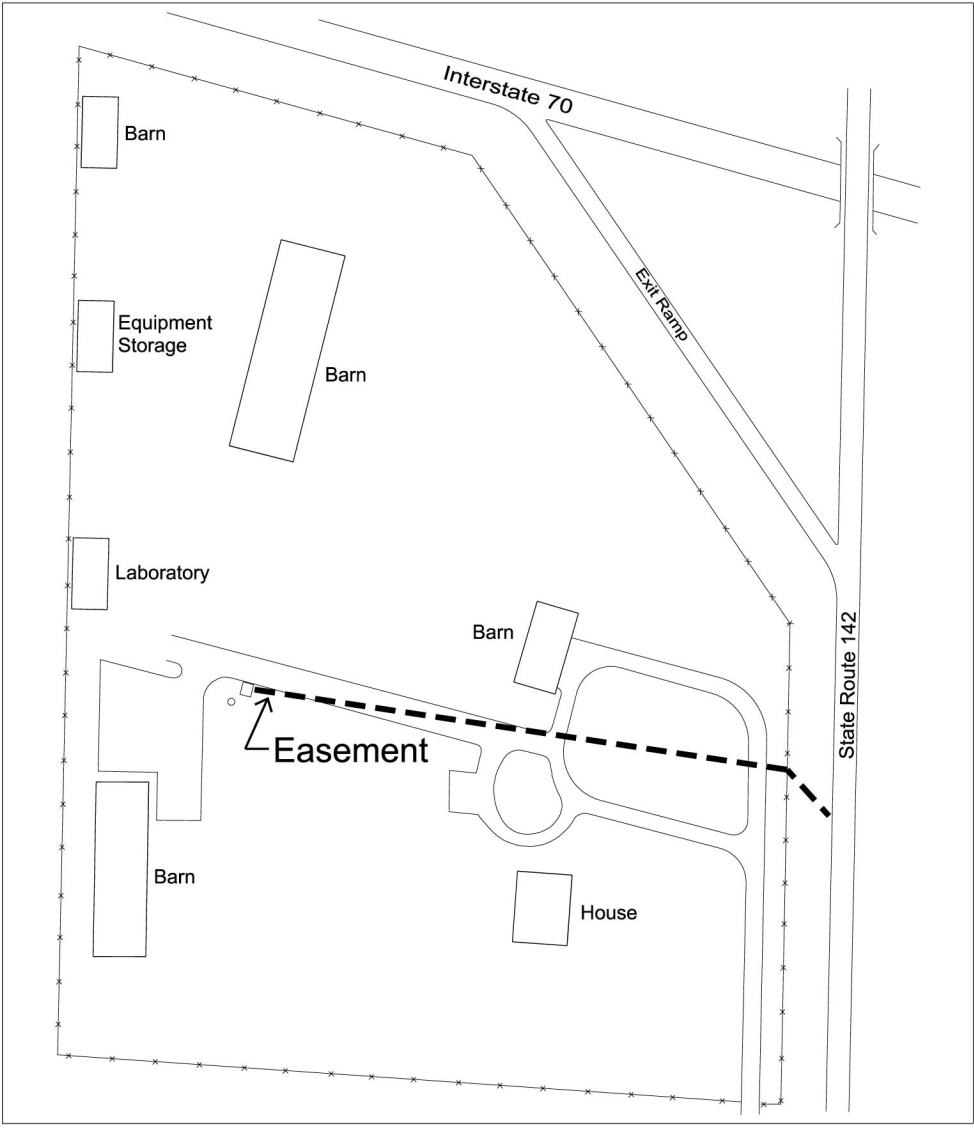 Interstate 70
Barn
Exit Ramp
Equipment
Storage
Barn
Laboratory
Barn
State Route 142
Easement
Barn
House